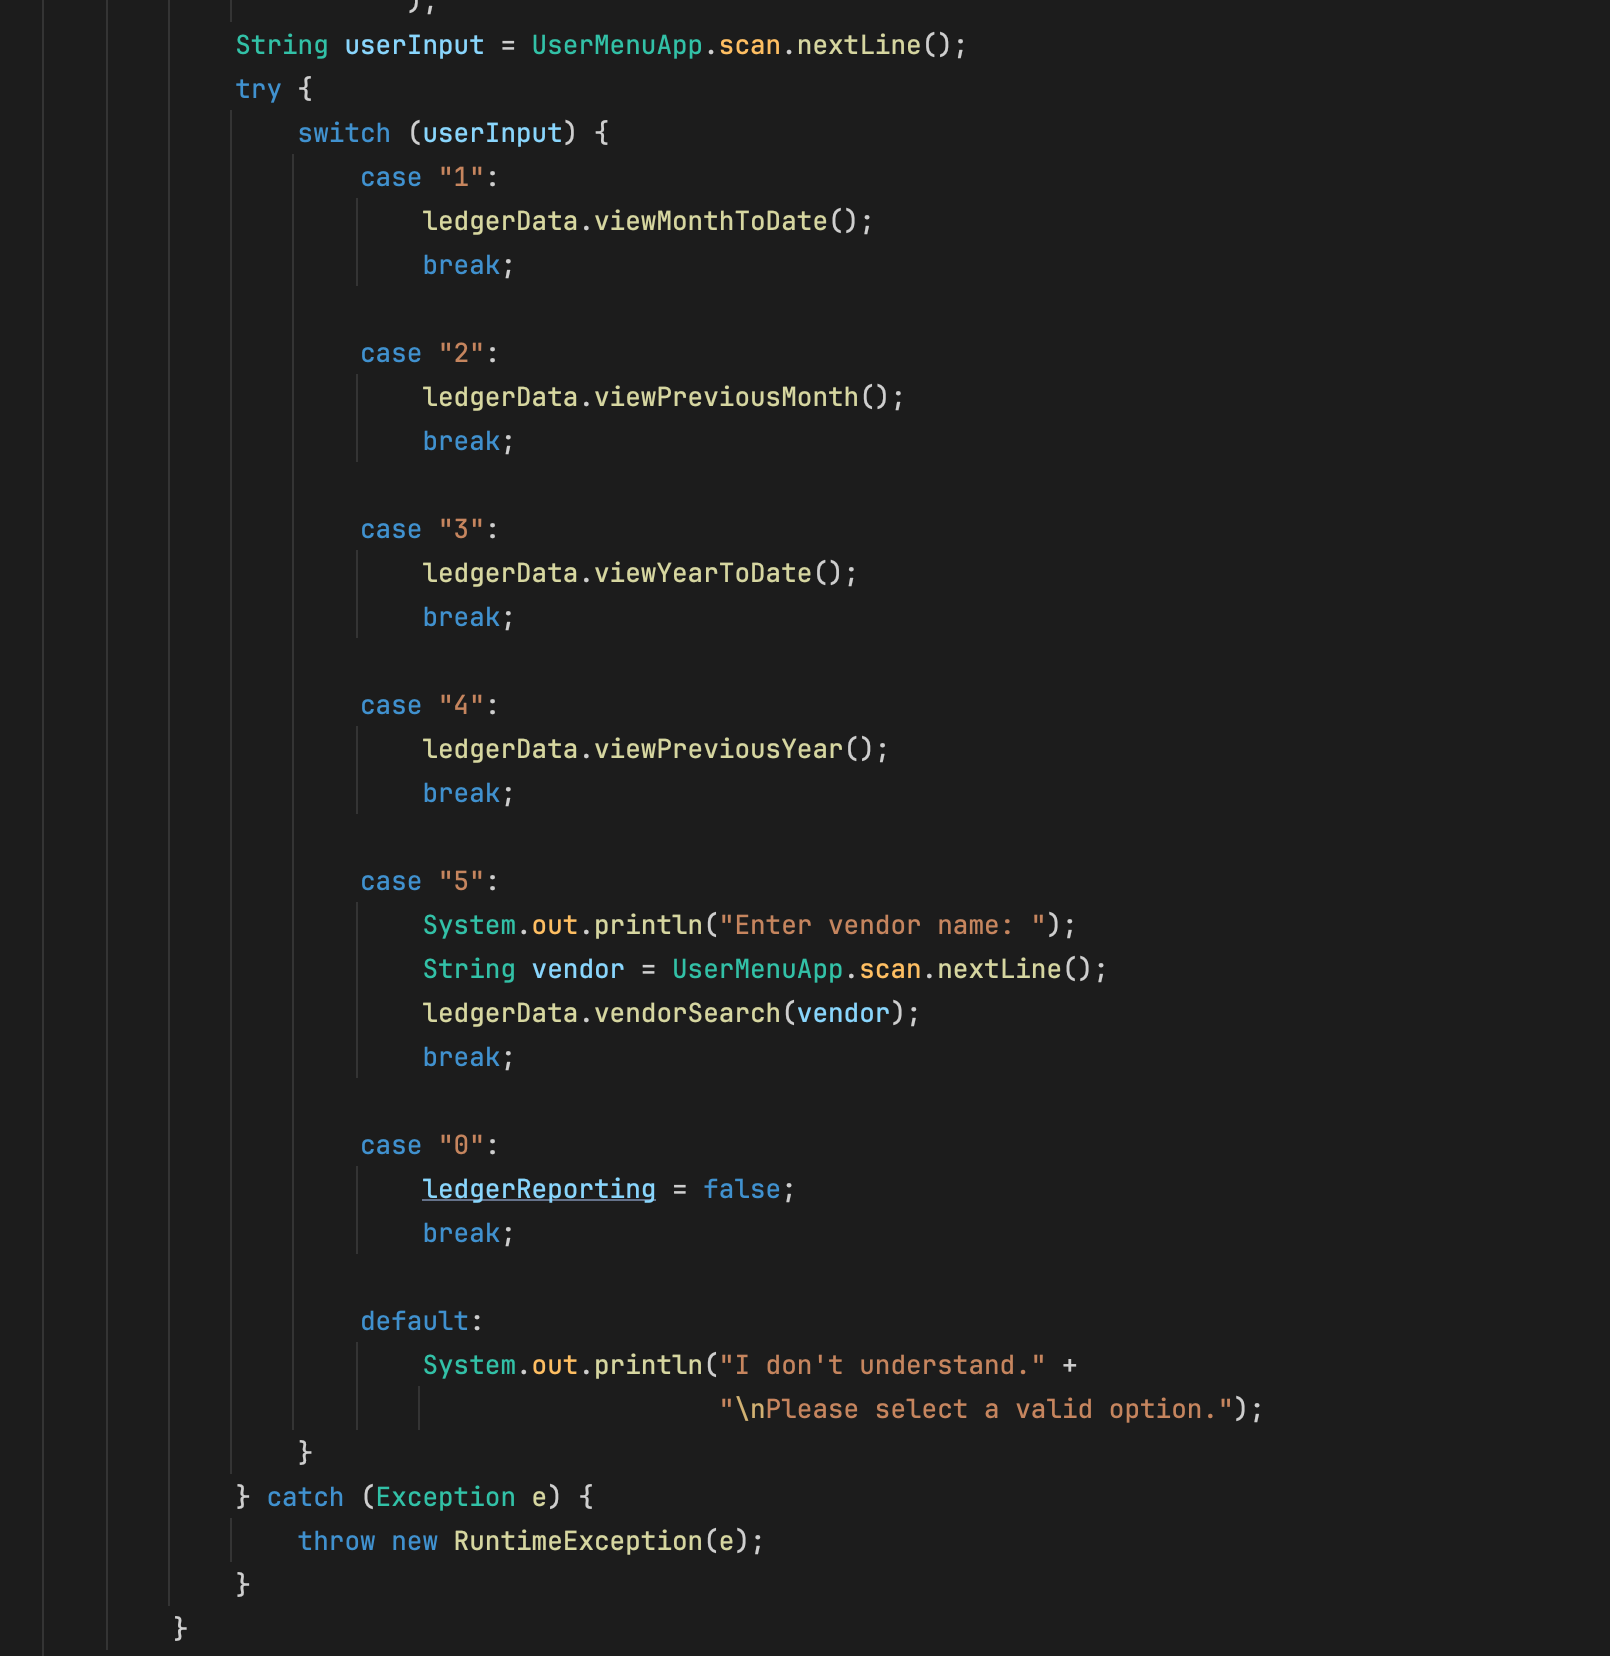 );
String userInput = UserMenuApp.scan.nextLine();
try {
switch (userInput) {
case "1":
ledgerData.viewMonthToDate();
break;
case "2":
ledgerData.viewPreviousMonth();
break;
case "3":
ledgerData.viewYearToDate();
break;
case "4":
ledgerData.viewPreviousYear();
break;
case "5":
System.out.println("Enter vendor name: ");
String vendor = UserMenuApp.scan.nextLine();
ledgerData.vendorSearch(vendor);
break;
case "0":
ledgerReporting = false;
break;
default:
System.out.println("I don't understand." +
"\nPlease select a valid option.");
}
} catch (Exception e) {
throw new RuntimeException(e);
}
}